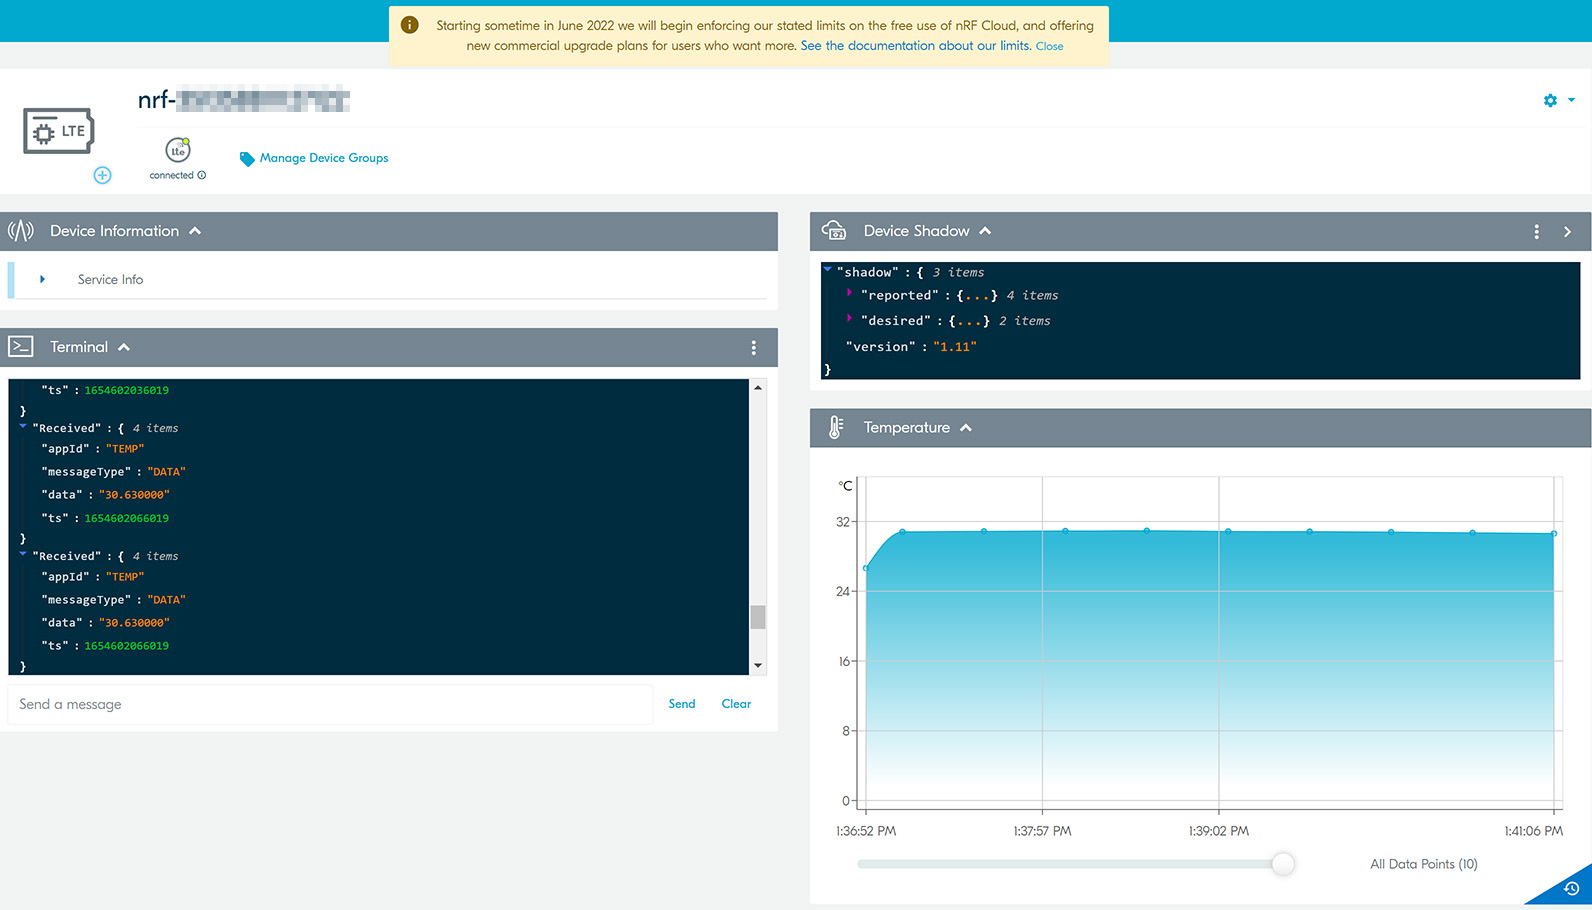 Starting sometime in June 2022 we will begin enforcing our stated limits on the free use of nRF Cloud, and offering
new commercial upgrade plans for users who want more. See the documentation about our limits. Close
nrf-
LTE
lte
connected
Manage Device Groups
Device Information
Service Info
Terminal
"ts" : 1654602036019
}
"Received" : { 4 items
"appId" : "TEMP"
"messageType" : "DATA"
"data" : "30.630000"
"ts" : 1654602066019
}
"Received" : { 4 items
"appId" : "TEMP"
"messageType" : "DATA"
"data" : "30.630000"
"ts" : 1654602066019
}
Send a message
Send
Clear
Device Shadow
"shadow" : { 3 items
"reported" : {...} 4 items
"desired" : {...} 2 items
"version" : "1.11"
}
Temperature
°C
32
24
16
8
0
1:36:52 PM
1:37:57 PM
1:39:02 PM
1:41:06 PM
All Data Points (10)